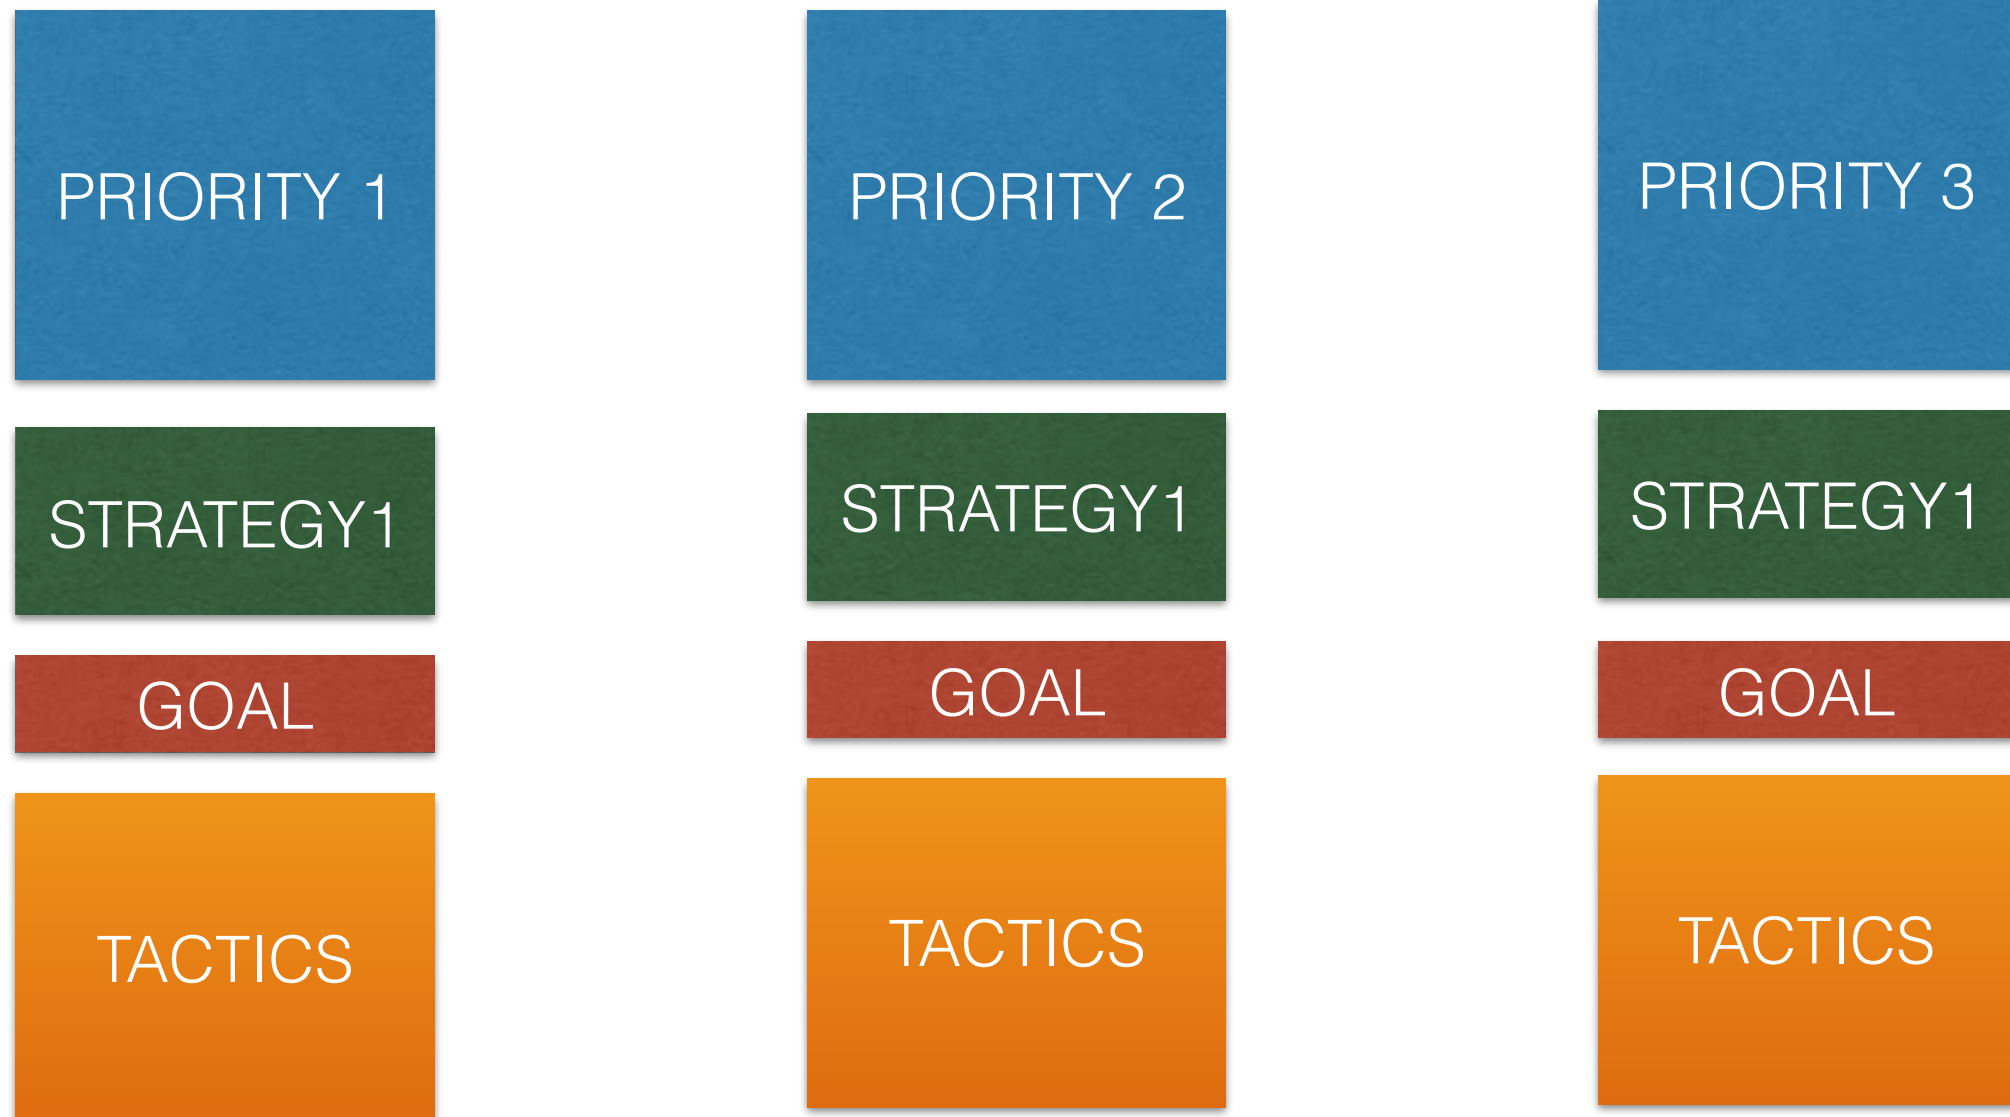 PRIORITY 1
PRIORITY 2
PRIORITY 3
STRATEGY1
STRATEGY1
STRATEGY1
GOAL
GOAL
GOAL
TACTICS
TACTICS
TACTICS